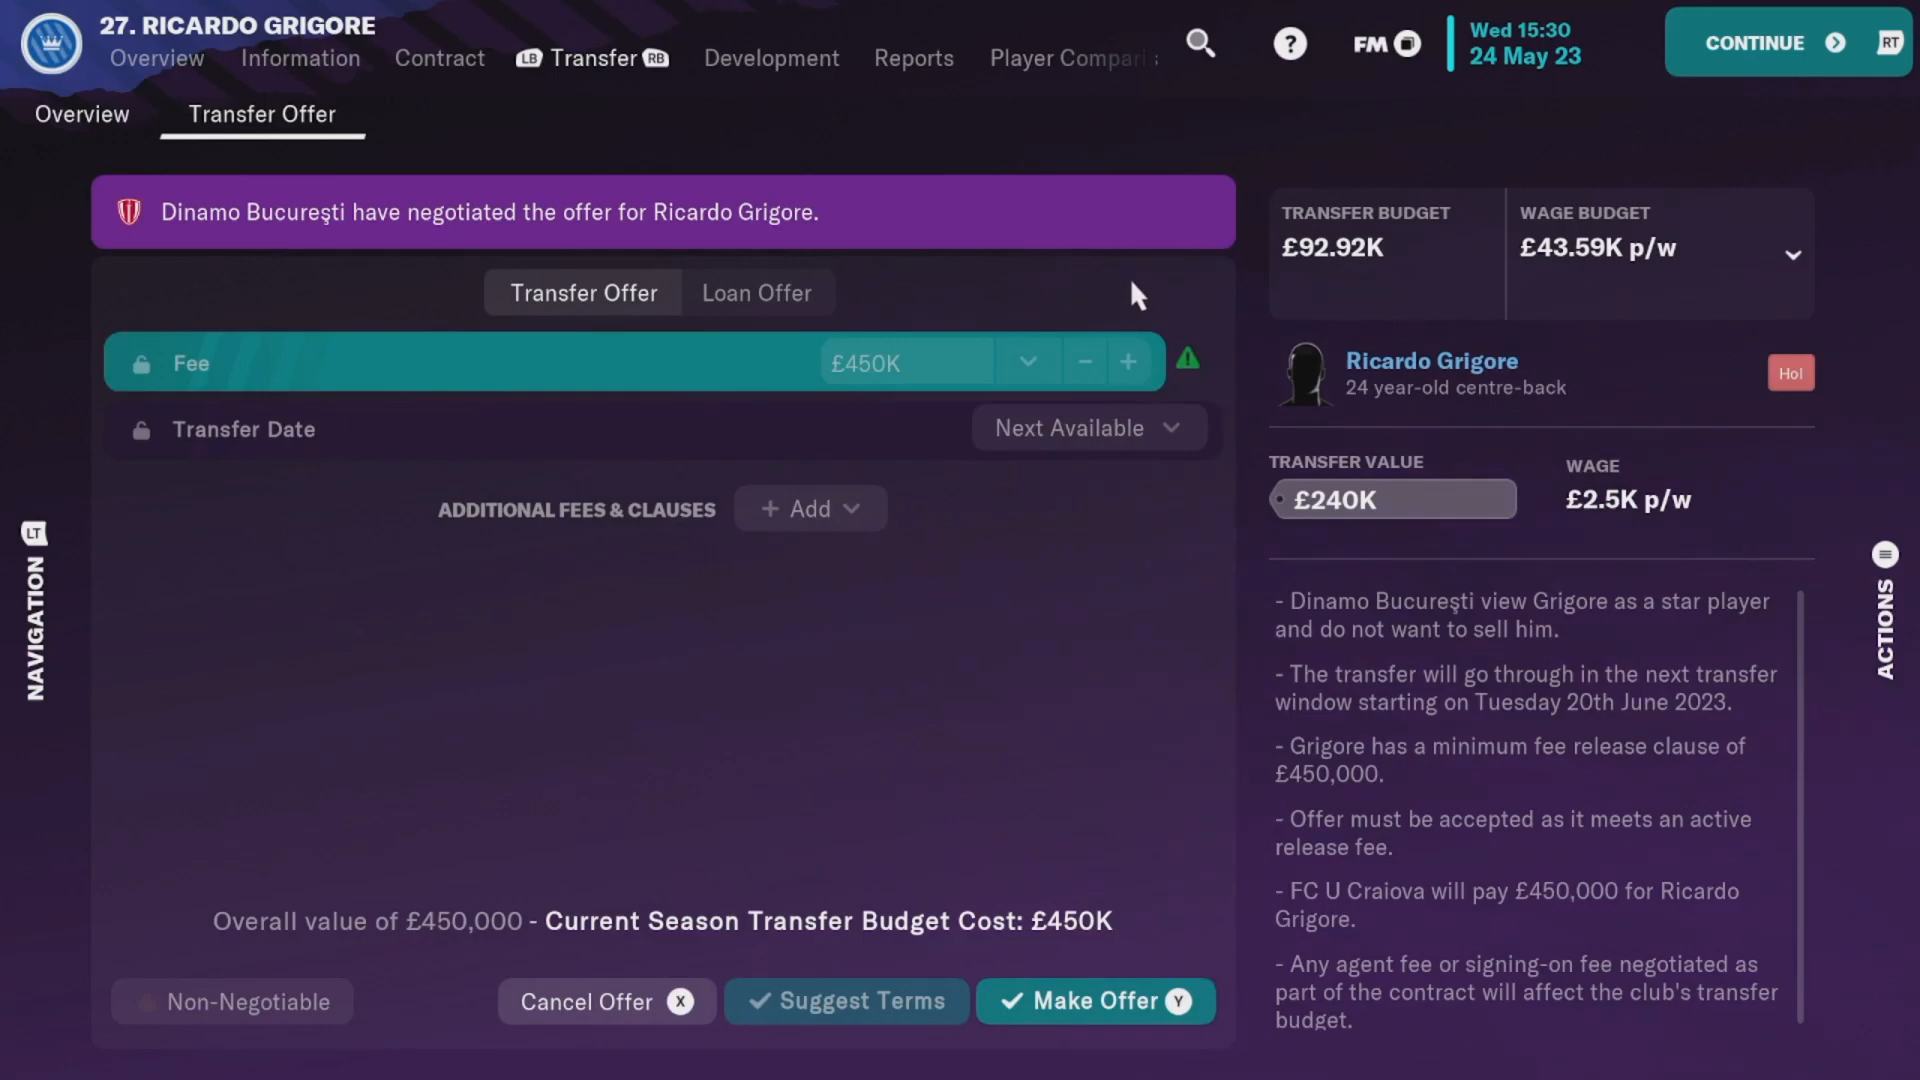 27. RICARDO GRIGORE
Overview Information Contract LB Transfer RB Development Reports Player Compari
? FM
Wed 15:30
24 May 23
CONTINUE RT
Overview Transfer Offer
Dinamo Bucureşti have negotiated the offer for Ricardo Grigore.
Transfer Offer Loan Offer
Fee £450K - +
Transfer Date Next Available
ADDITIONAL FEES & CLAUSES + Add
Overall value of £450,000 - Current Season Transfer Budget Cost: £450K
Non-Negotiable Cancel Offer X Suggest Terms Make Offer Y
LT
NAVIGATION
TRANSFER BUDGET
£92.92K
WAGE BUDGET
£43.59K p/w
Ricardo Grigore
24 year-old centre-back
Hol
TRANSFER VALUE
£240K
WAGE
£2.5K p/w
- Dinamo Bucureşti view Grigore as a star player
and do not want to sell him.
- The transfer will go through in the next transfer
window starting on Tuesday 20th June 2023.
- Grigore has a minimum fee release clause of
£450,000.
- Offer must be accepted as it meets an active
release fee.
- FC U Craiova will pay £450,000 for Ricardo
Grigore.
- Any agent fee or signing-on fee negotiated as
part of the contract will affect the club's transfer
budget.
ACTIONS